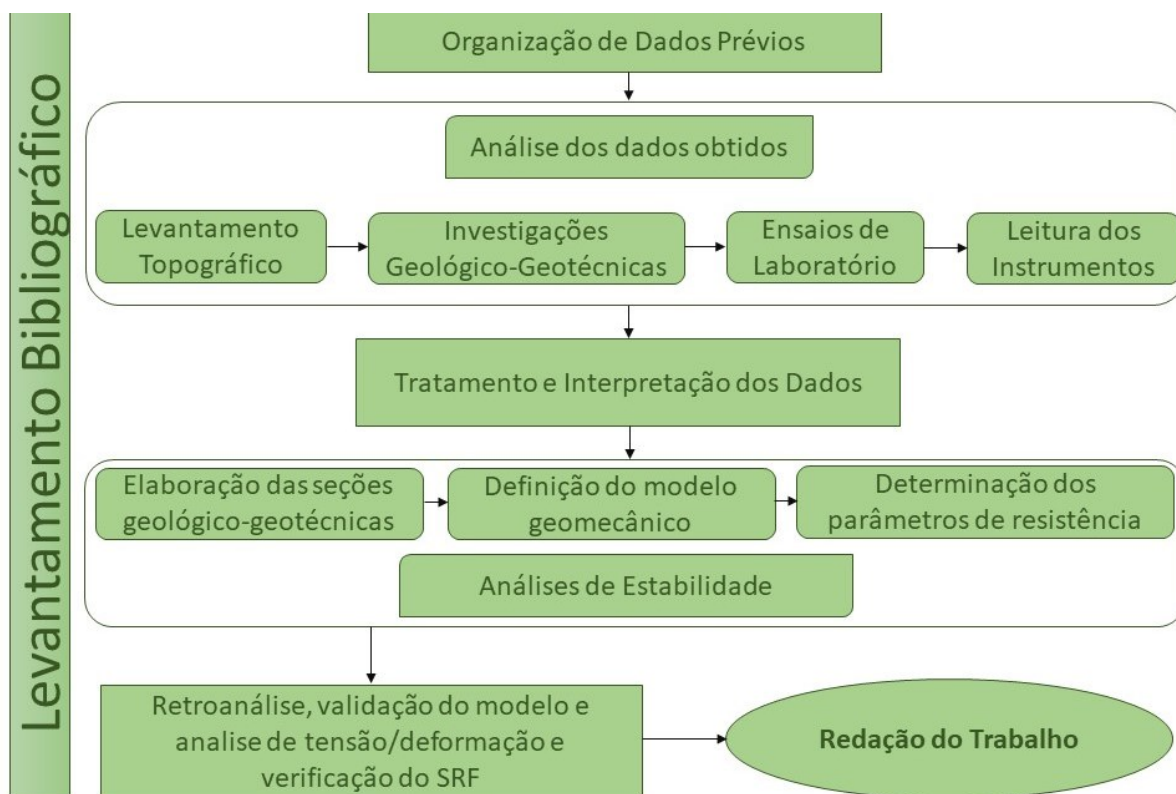 Levantamento Bibliográfico
Organização de Dados Prévios
Análise dos dados obtidos
Levantamento
Topográfico
Investigações
Geológico-Geotécnicas
Ensaios de
Laboratório
Leitura dos
Instrumentos
Tratamento e Interpretação dos Dados
Elaboração das seções
geológico-geotécnicas
Definição do modelo
geomecânico
Determinação dos
parâmetros de resistência
Análises de Estabilidade
Retroanálise, validação do modelo e
analise de tensão/deformação e
verificação do SRF
Redação do Trabalho